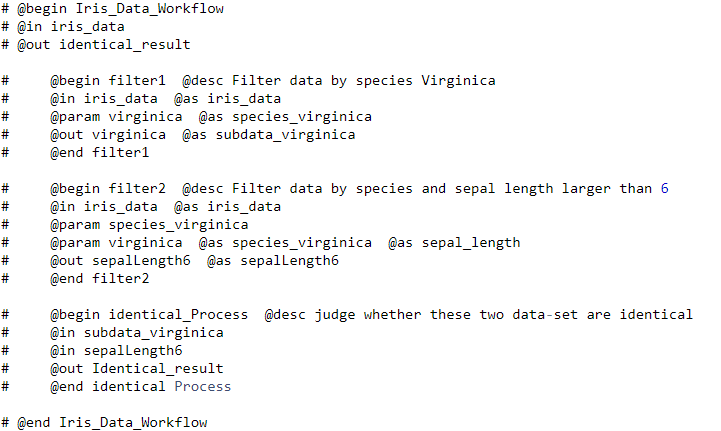 # @begin Iris_Data_Workflow
# @in iris_data
# @out identical_result
#     @begin filter1  @desc Filter data by species Virginica
#     @in iris_data  @as iris_data
#     @param virginica  @as species_virginica
#     @out virginica  @as subdata_virginica
#     @end filter1
#     @begin filter2  @desc Filter data by species and sepal length larger than 6
#     @in iris_data  @as iris_data
#     @param species_virginica
#     @param virginica  @as species_virginica  @as sepal_length
#     @out sepalLength6  @as sepalLength6
#     @end filter2
#     @begin identical_Process  @desc judge whether these two data-set are identical
#     @in subdata_virginica
#     @in sepalLength6
#     @out Identical_result
#     @end identical Process
# @end Iris_Data_Workflow